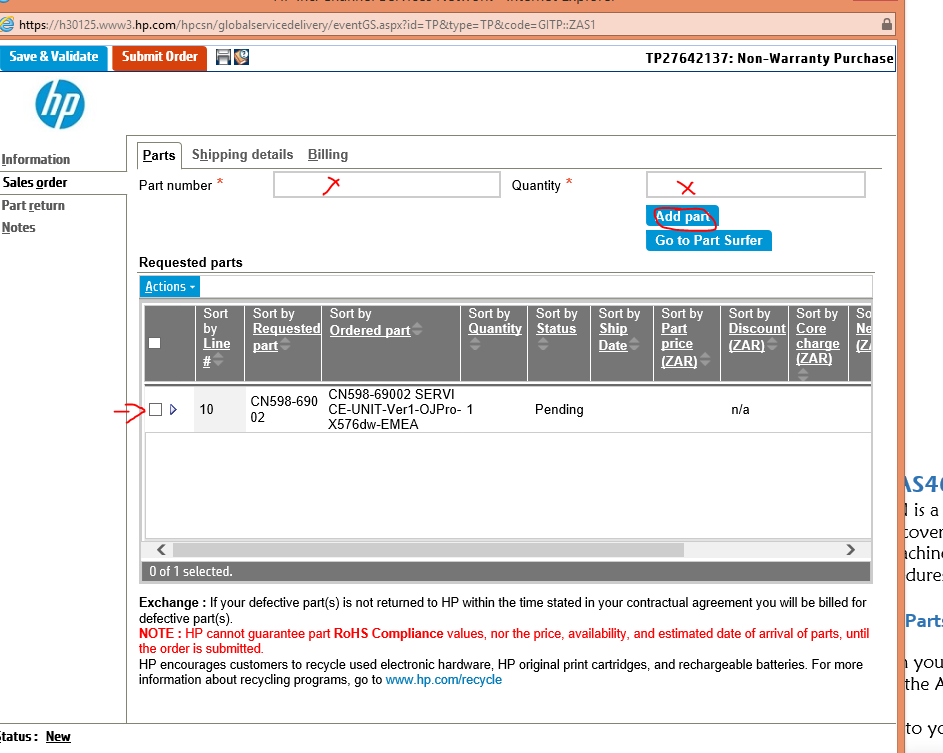 https://h30125.www3.hp.com/hpcsn/globalservicedelivery/eventGS.aspx?id=TP&type=TP&code=GITP::ZAS1
Save & Validate
Submit Order
TP27642137: Non-Warranty Purchase
hp
Information
Sales order
Part return
Notes
Parts
Shipping details
Billing
Part number *
Quantity *
Add part
Go to Part Surfer
Requested parts
Actions
Sort by Line #
Sort by Requested part
Sort by Ordered part
Sort by Quantity
Sort by Status
Sort by Ship Date
Sort by Part price (ZAR)
Sort by Discount (ZAR)
Sort by Core charge (ZAR)
10
CN598-690
02
CN598-69002 SERVI
CE-UNIT-Ver1-OJPro-
X576dw-EMEA
1
Pending
n/a
0 of 1 selected.
Exchange : If your defective part(s) is not returned to HP within the time stated in your contractual agreement you will be billed for
defective part(s).
NOTE : HP cannot guarantee part RoHS Compliance values, nor the price, availability, and estimated date of arrival of parts, until
the order is submitted.
HP encourages customers to recycle used electronic hardware, HP original print cartridges, and rechargeable batteries. For more
information about recycling programs, go to www.hp.com/recycle
Status : New
is a
Part
you
the A
to yo